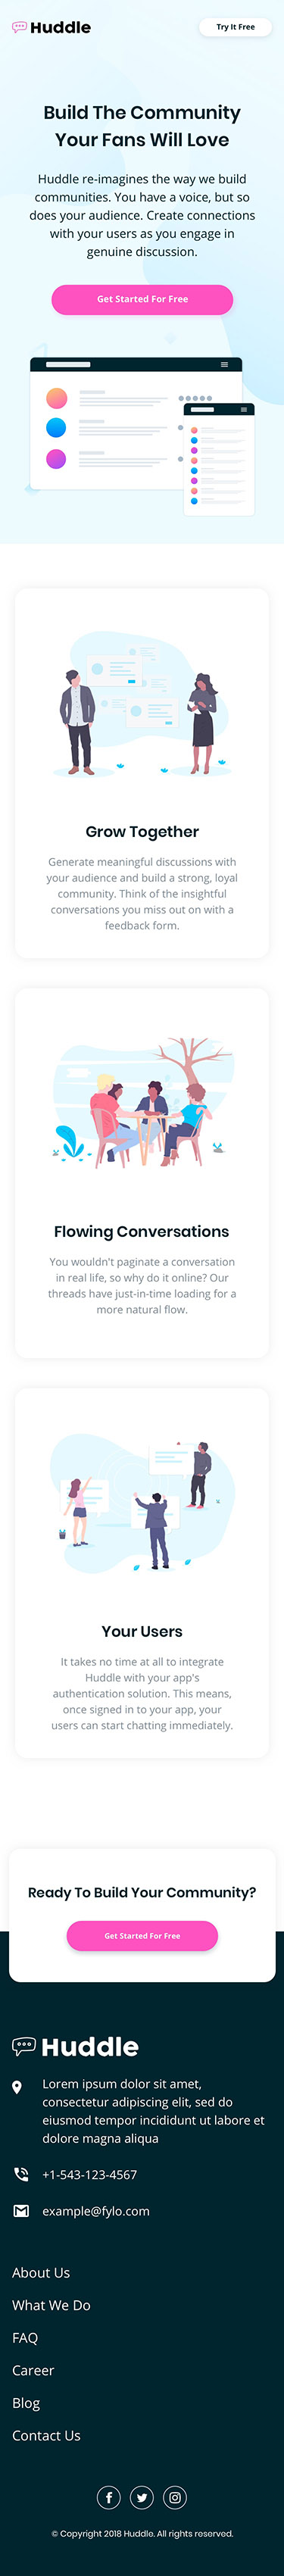 Huddle
Try It Free
Build The Community
Your Fans Will Love
Huddle re-imagines the way we build
communities. You have a voice, but so
does your audience. Create connections
with your users as you engage in
genuine discussion.
Get Started For Free
Grow Together
Generate meaningful discussions with
your audience and build a strong, loyal
community. Think of the insightful
conversations you miss out on with a
feedback form.
Flowing Conversations
You wouldn't paginate a conversation
in real life, so why do it online? Our
threads have just-in-time loading for a
more natural flow.
Your Users
It takes no time at all to integrate
Huddle with your app's
authentication solution. This means,
once signed in to your app, your
users can start chatting immediately.
Ready To Build Your Community?
Get Started For Free
Huddle
Lorem ipsum dolor sit amet,
consectetur adipiscing elit, sed do
eiusmod tempor incididunt ut labore et
dolore magna aliqua
+1-543-123-4567
example@fylo.com
About Us
What We Do
FAQ
Career
Blog
Contact Us
© Copyright 2018 Huddle. All rights reserved.